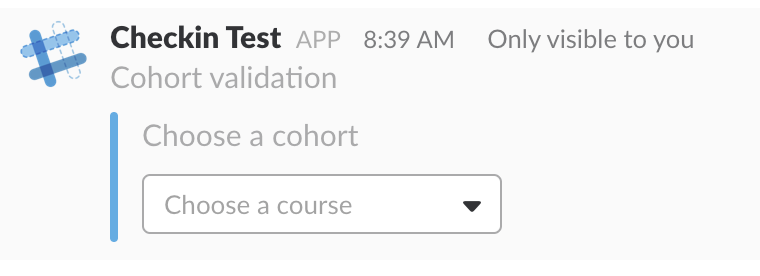 Checkin Test APP 8:39 AM Only visible to you
Cohort validation
Choose a cohort
Choose a course